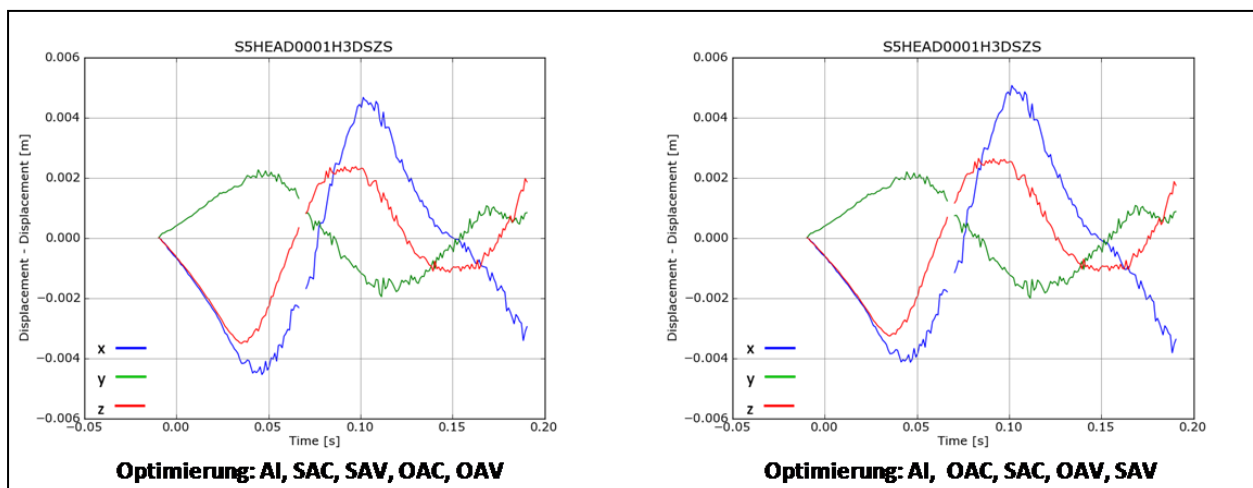 S5HEAD0001H3DSZS
0.006
0.004
0.002
0.000
−0.002
−0.004
−0.006
Displacement - Displacement [m]
x
y
z
−0.05
0.00
0.05
0.10
0.15
0.20
Time [s]
Optimierung: AI, SAC, SAV, OAC, OAV
S5HEAD0001H3DSZS
0.006
0.004
0.002
0.000
−0.002
−0.004
−0.006
Displacement - Displacement [m]
x
y
z
−0.05
0.00
0.05
0.10
0.15
0.20
Time [s]
Optimierung: AI, OAC, SAC, OAV, SAV